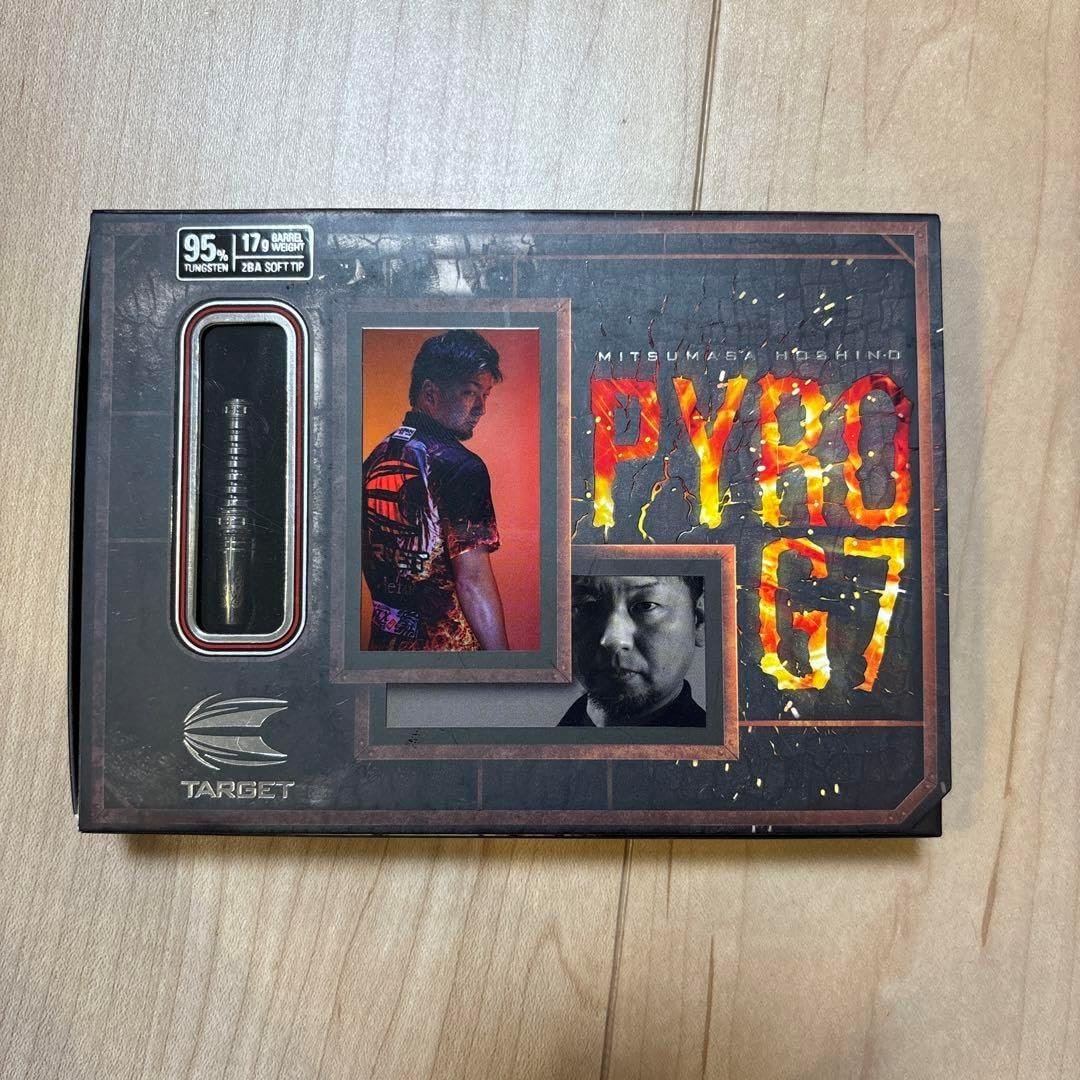 95% TUNGSTEN
17g BARREL WEIGHT
2BA SOFT TIP
MITSUMASA HOSHINO
PYRO
G7
TARGET